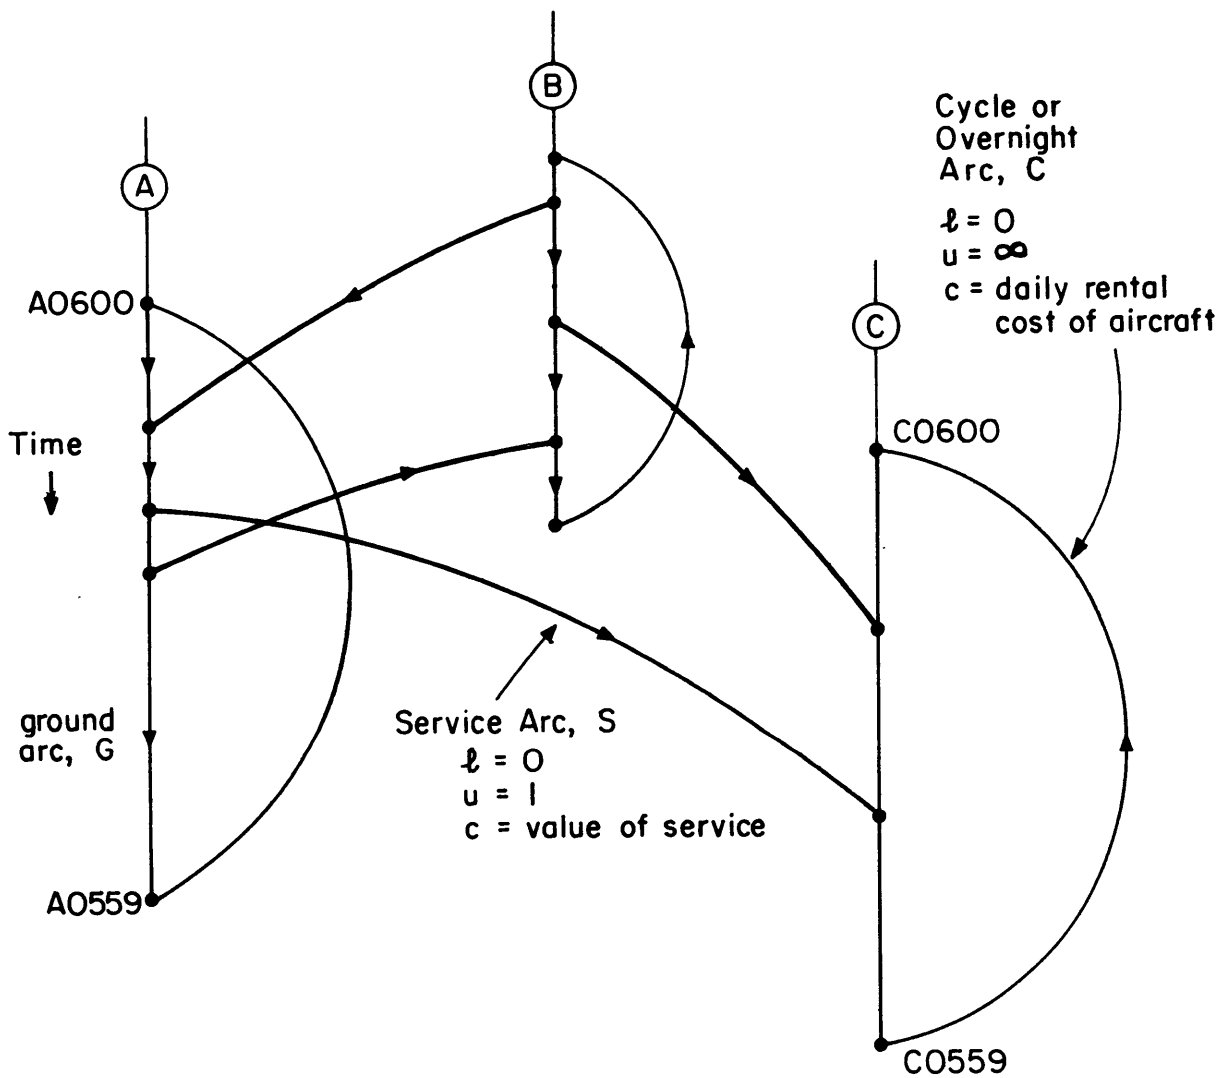 B
Cycle or
Overnight
Arc, C
ℓ = 0
u = ∞
c = daily rental
cost of aircraft
A
A0600
C
C0600
Time
ground
arc, G
Service Arc, S
ℓ = 0
u = 1
c = value of service
A0559
C0559